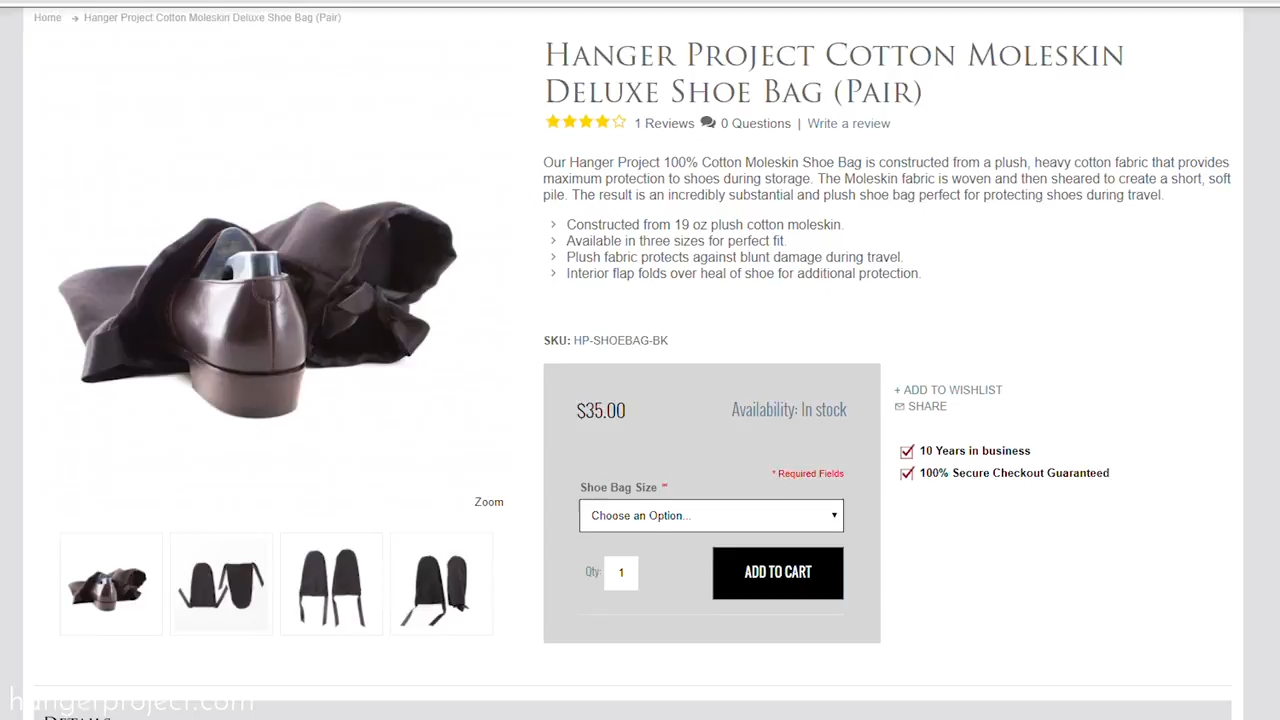 Home → Hanger Project Cotton Moleskin Deluxe Shoe Bag (Pair)
Hanger Project Cotton Moleskin
Deluxe Shoe Bag (Pair)
1 Reviews 0 Questions | Write a review
Our Hanger Project 100% Cotton Moleskin Shoe Bag is constructed from a plush, heavy cotton fabric that provides
maximum protection to shoes during storage. The Moleskin fabric is woven and then sheared to create a short, soft
pile. The result is an incredibly substantial and plush shoe bag perfect for protecting shoes during travel.
Constructed from 19 oz plush cotton moleskin.
Available in three sizes for perfect fit.
Plush fabric protects against blunt damage during travel.
Interior flap folds over heal of shoe for additional protection.
SKU: HP-SHOEBAG-BK
$35.00 Availability: In stock
+ ADD TO WISHLIST
SHARE
10 Years in business
100% Secure Checkout Guaranteed
* Required Fields
Shoe Bag Size *
Choose an Option...
Qty: 1 ADD TO CART
Zoom
hangerproject.com
Details